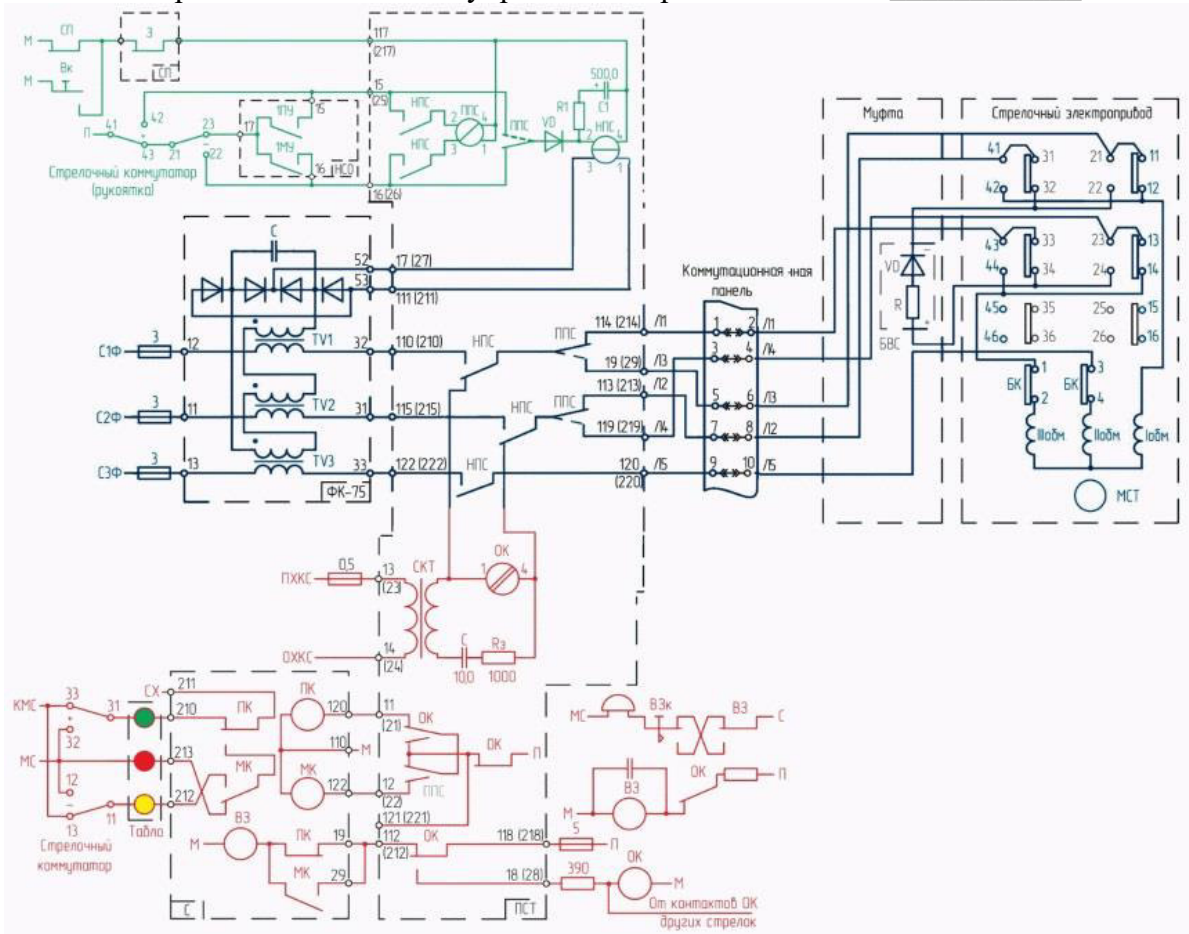 СП
М
3
СП
117
(217)
Вк
М
500,0
15
(25)
НПС
R1
C1
42
1ПУ
15
ППС
2
4
ППС
VD
НПС
2
4
П
41
23
17
НПС
3
1
43
21
22
1МУ
3
1
16
НСО
Стрелочный коммутатор
(рукоятка)
16(26)
Муфта
Стрелочный электропривод
41
31
21
11
42
32
22
12
C
52
17 (27)
53
111 (211)
Коммутационная -нная
панель
43
33
23
13
VD
44
34
24
14
R
45
35
25
15
БВС
46
36
26
16
TV1
114 (214)
Л1
1
2
Л1
С1Ф
3
12
32
110 (210)
НПС
ППС
19 (29)
Л3
3
4
Л4
TV2
113 (213)
Л2
5
6
Л3
БК
1
2
БК
3
4
С2Ф
3
11
31
115 (215)
НПС
ППС
119 (219)
Л4
7
8
Л2
TV3
IIIобм
IIобм
Iобм
С3Ф
3
13
33
122 (222)
НПС
120
(220)
Л5
9
10
Л5
ФК-75
МСТ
ПХКС
0,5
13
(23)
СКТ
ОК
1
4
14
(24)
C
Rз
ОХКС
10,0
1000
СХ
211
КМС
33
31
210
ПК
ПК
120
11
(21)
ОК
МС
ВЗк
ВЗ
С
32
110
М
ОК
П
МС
213
МК
МК
ОК
П
12
212
122
12
(22)
ППС
М
ВЗ
13
11
Табло
121 (221)
Стрелочный
коммутатор
ВЗ
М
ПК
19
112
(212)
ОК
118 (218)
5
П
МК
29
18 (28)
390
ОК
М
С
ПСТ
От контактов ОК
других стрелок